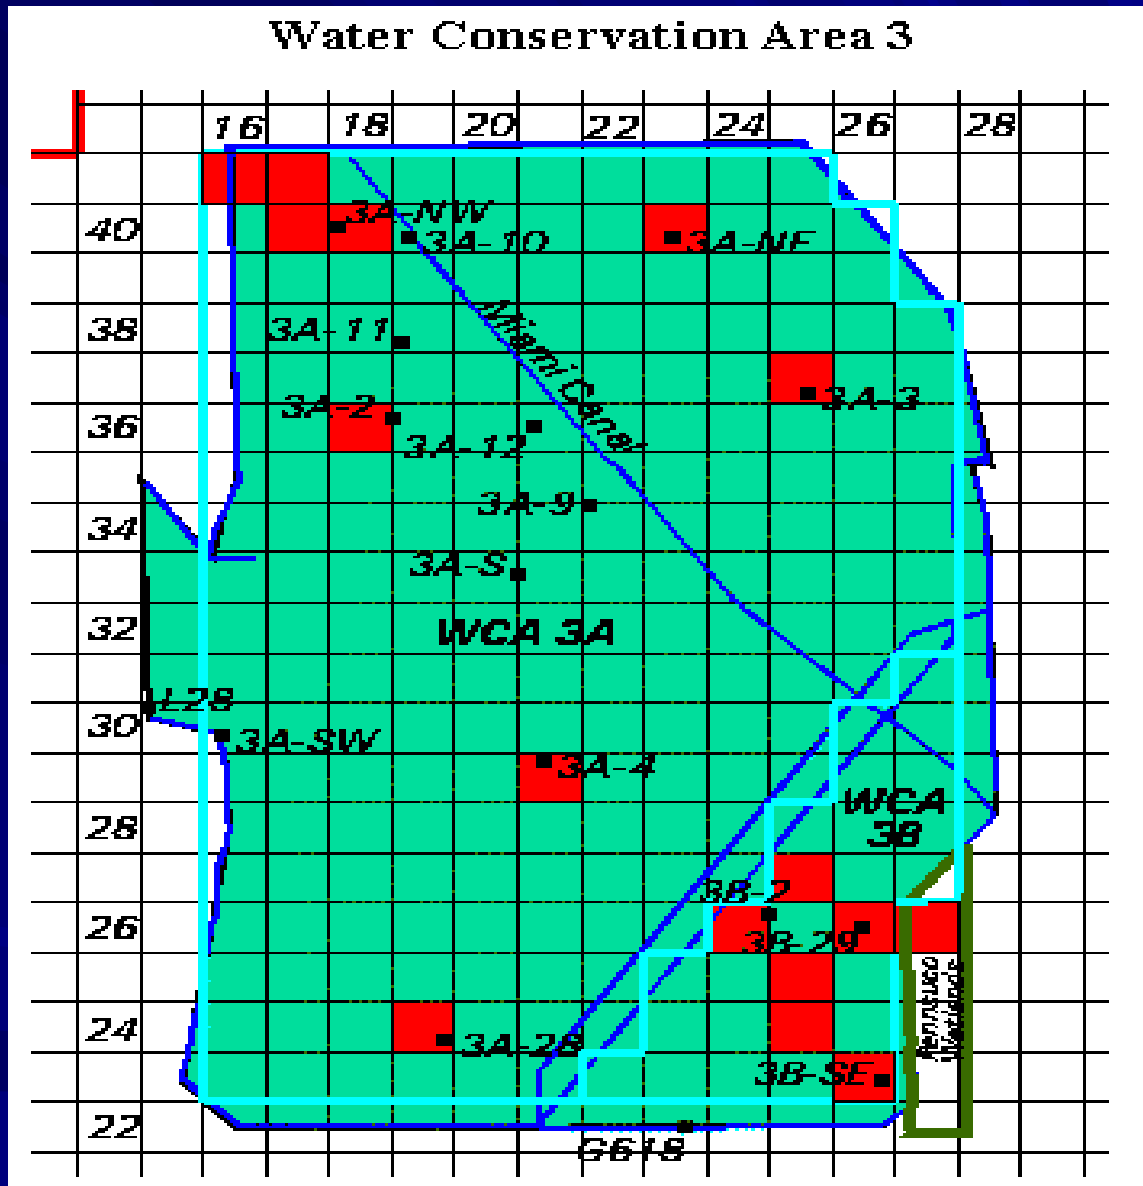 Water Conservation Area 3
16 18 20 22 24 26 28
40
3A-NW
3A-10
3A-NE
38
3A-11
Miami Canal
3A-2
3A-3
36
3A-12
3A-9
34
3A-S
32
WCA 3A
L28
30
3A-SW
3A-4
WCA
3B
28
3B-2
26
3B-29
Pennsuco
Wetlands
24
3A-28
3B-SE
22
G618